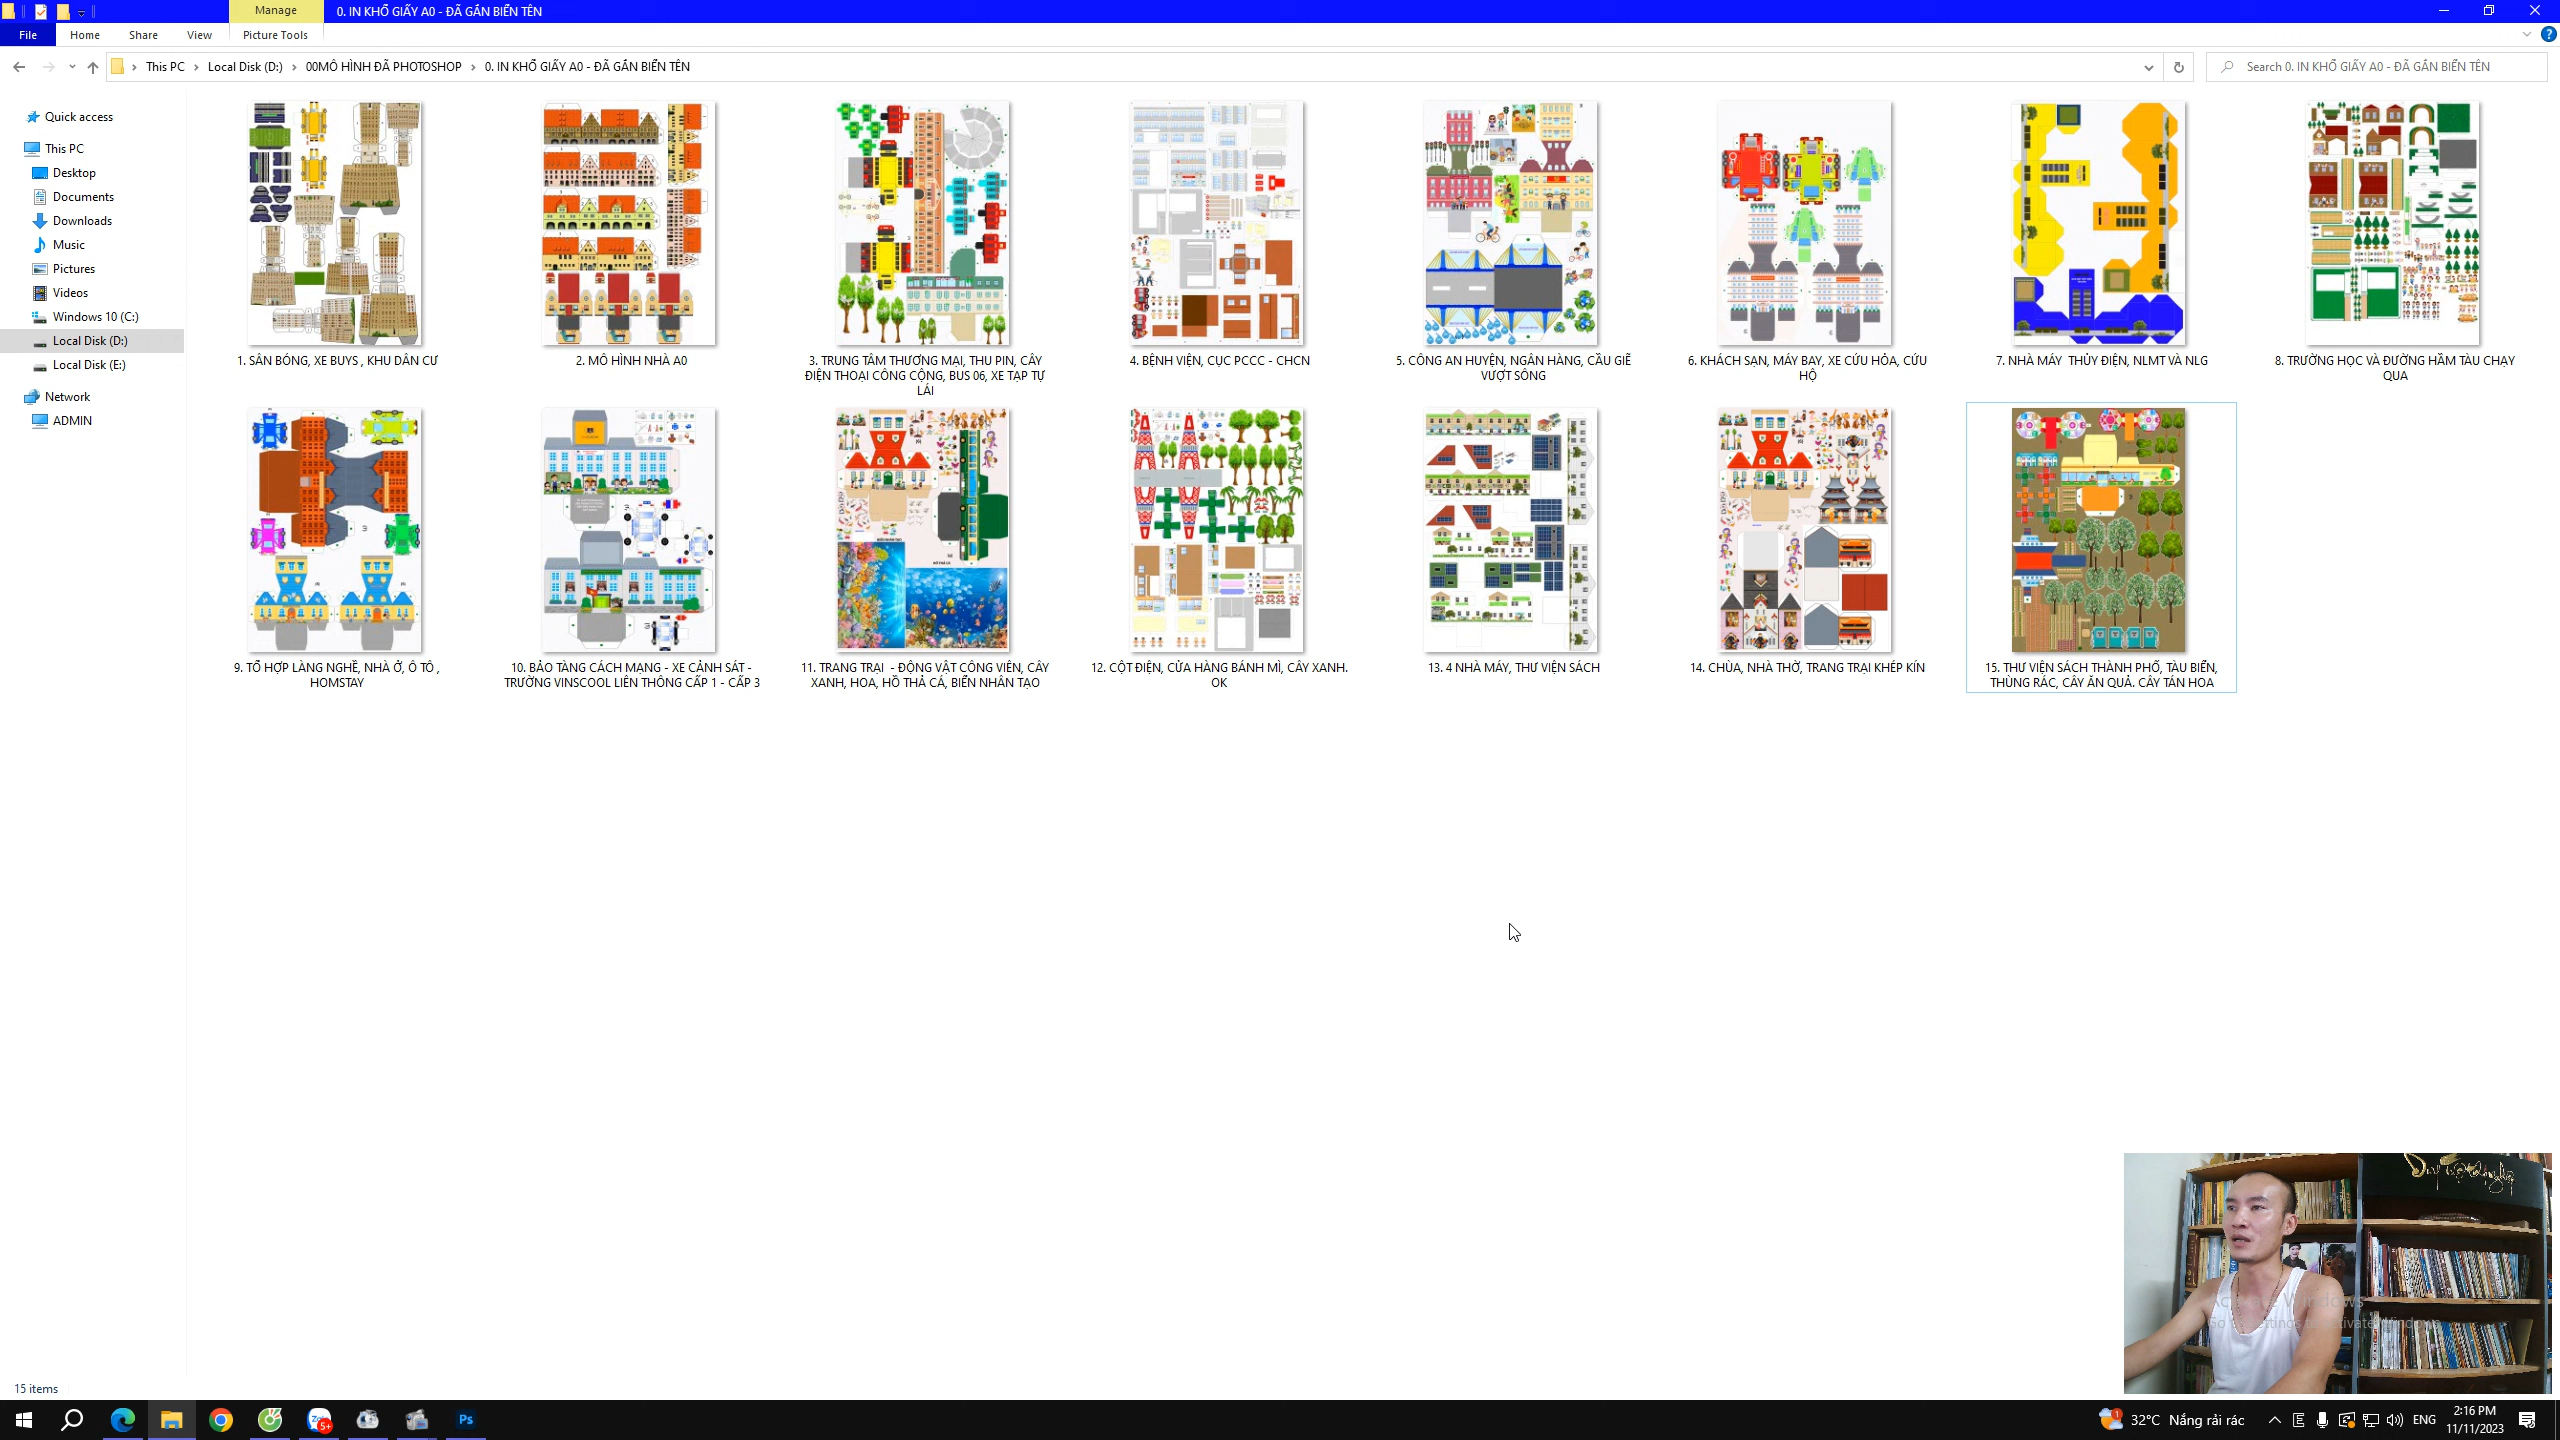 Manage
0. IN KHỔ GIẤY A0 - ĐÃ GẮN BIỂN TÊN
File
Home
Share
View
Picture Tools
This PC
Local Disk (D:)
00MÔ HÌNH ĐÃ PHOTOSHOP
0. IN KHỔ GIẤY A0 - ĐÃ GẮN BIỂN TÊN
Search 0. IN KHỔ GIẤY A0 - ĐÃ GẮN BIỂN TÊN
Quick access
This PC
Desktop
Documents
Downloads
Music
Pictures
Videos
Windows 10 (C:)
Local Disk (D:)
Local Disk (E:)
Network
ADMIN
1. SÂN BÓNG, XE BUYS , KHU DÂN CƯ
2. MÔ HÌNH NHÀ A0
3. TRUNG TÂM THƯƠNG MẠI, THU PIN, CÂY
ĐIỆN THOẠI CÔNG CỘNG, BUS 06, XE TẠP TỰ
LÁI
4. BỆNH VIỆN, CỤC PCCC - CHCN
5. CÔNG AN HUYỆN, NGÂN HÀNG, CẦU GIẼ
VƯỢT SÔNG
6. KHÁCH SẠN, MÁY BAY, XE CỨU HỎA, CỨU
HỘ
7. NHÀ MÁY  THỦY ĐIỆN, NLMT VÀ NLG
8. TRƯỜNG HỌC VÀ ĐƯỜNG HẦM TÀU CHẠY
QUA
9. TỔ HỢP LÀNG NGHỀ, NHÀ Ở, Ô TÔ ,
HOMSTAY
10. BẢO TÀNG CÁCH MẠNG - XE CẢNH SÁT -
TRƯỜNG VINSCOOL LIÊN THÔNG CẤP 1 - CẤP 3
11. TRANG TRẠI  - ĐỘNG VẬT CÔNG VIÊN, CÂY
XANH, HOA, HỒ THẢ CÁ, BIỂN NHÂN TẠO
12. CỘT ĐIỆN, CỬA HÀNG BÁNH MÌ, CÂY XANH.
OK
13. 4 NHÀ MÁY, THƯ VIỆN SÁCH
14. CHÙA, NHÀ THỜ, TRANG TRẠI KHÉP KÍN
15. THƯ VIỆN SÁCH THÀNH PHỐ, TÀU BIỂN,
THÙNG RÁC, CÂY ĂN QUẢ. CÂY TÁN HOA
15 items
Ps
5+
32°C Nắng rải rác
ENG
2:16 PM
11/11/2023